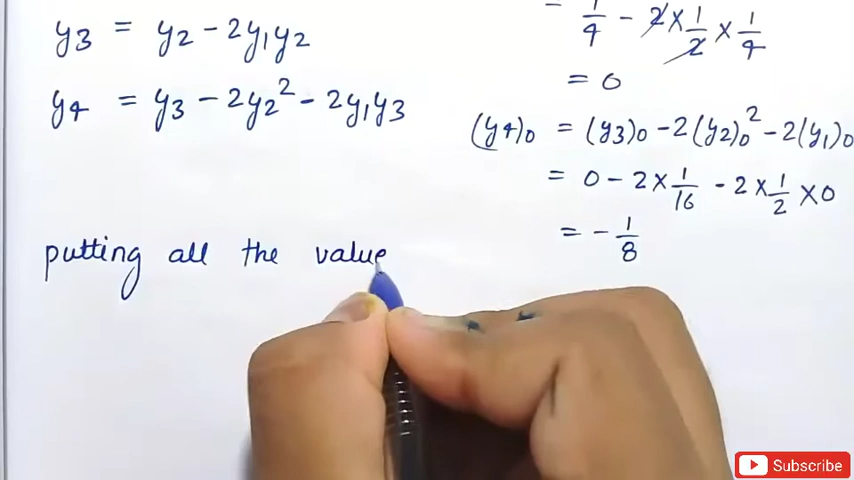 y3 = y2 - 2y1y2
y4 = y3 - 2y2² - 2y1y3
= 1/4 - 2 × 1/2 × 1/4
= 0
(y4)0 = (y3)0 - 2(y2)0² - 2(y1)0
= 0 - 2 × 1/16 - 2 × 1/2 × 0
= - 1/8
putting all the value
Subscribe